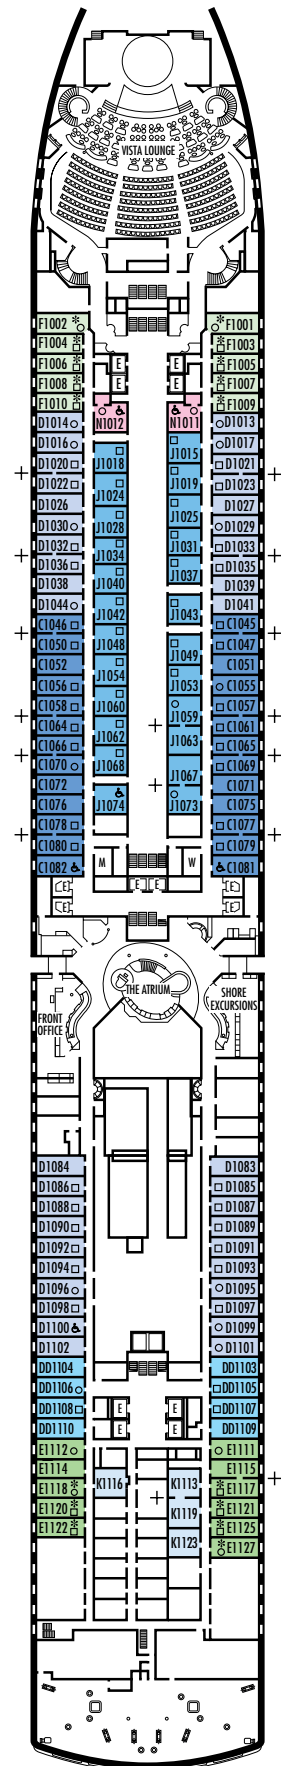 VISTA LOUNGE
F1002 F1001
F1004 F1003
F1006 E E F1005
F1008 E E F1007
F1010 F1009
N1012 N1011
D1014 D1013
D1016 J1015 D1017
D1020 J1018 J1019 D1021
D1022 D1023
D1026 J1024 J1025 D1027
D1030 J1028 D1029
D1032 J1034 J1031 D1033
D1036 D1035
D1038 J1040 J1037 D1039
D1044 J1042 J1043 D1041
C1046 C1045
C1050 J1048 J1049 C1047
C1052 J1054 J1053 C1051
C1056 C1055
C1058 J1060 J1059 C1057
C1064 J1062 J1063 C1061
C1066 J1068 C1065
C1070 J1067 C1069
C1072 C1071
C1076 J1074 J1073 C1075
C1078 C1077
C1080 C1079
C1082 M W C1081
E E E E
E E
THE ATRIUM
FRONT
OFFICE
SHORE
EXCURSIONS
D1084 D1083
D1086 D1085
D1088 D1087
D1090 D1089
D1092 D1091
D1094 D1093
D1096 D1095
D1098 D1097
D1100 D1099
D1102 D1101
DD1104 DD1103
DD1106 DD1105
DD1108 E E DD1107
DD1110 E E DD1109
E1112 E1111
E1114 E1115
E1118 K1116 K1113 E1117
E1120 K1119 E1121
E1122 E1125
K1123 E1127